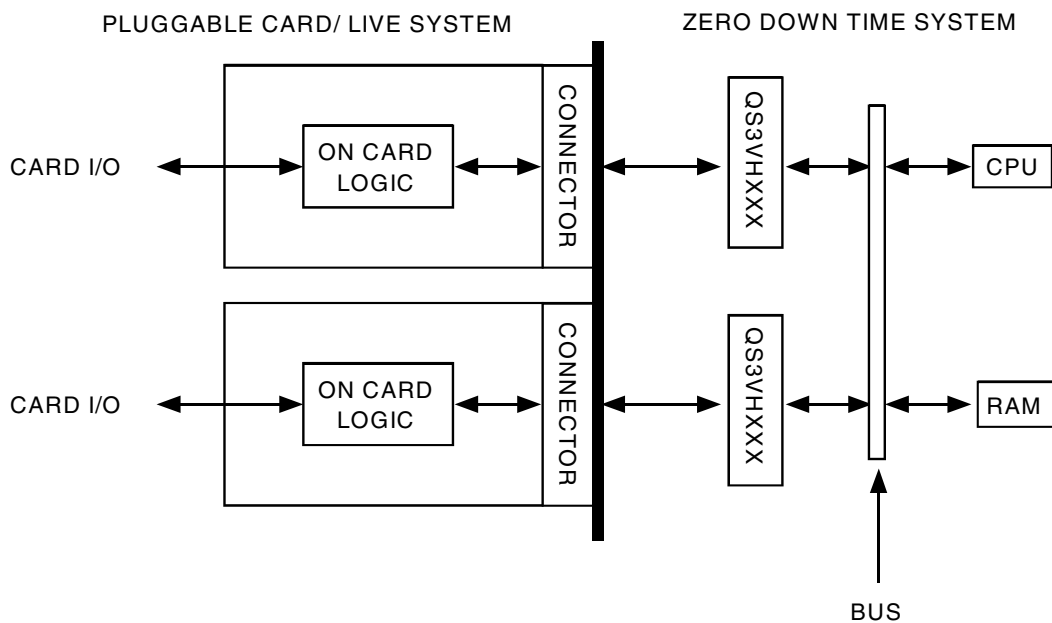 PLUGGABLE CARD/ LIVE SYSTEM
ZERO DOWN TIME SYSTEM
CARD I/O
ON CARD
LOGIC
CONNECTOR
QS3VHXXX
CPU
CARD I/O
ON CARD
LOGIC
CONNECTOR
QS3VHXXX
RAM
BUS